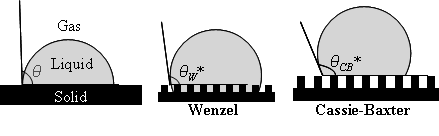 Gas
θ
Liquid
Solid
θW*
Wenzel
θCB*
Cassie-Baxter